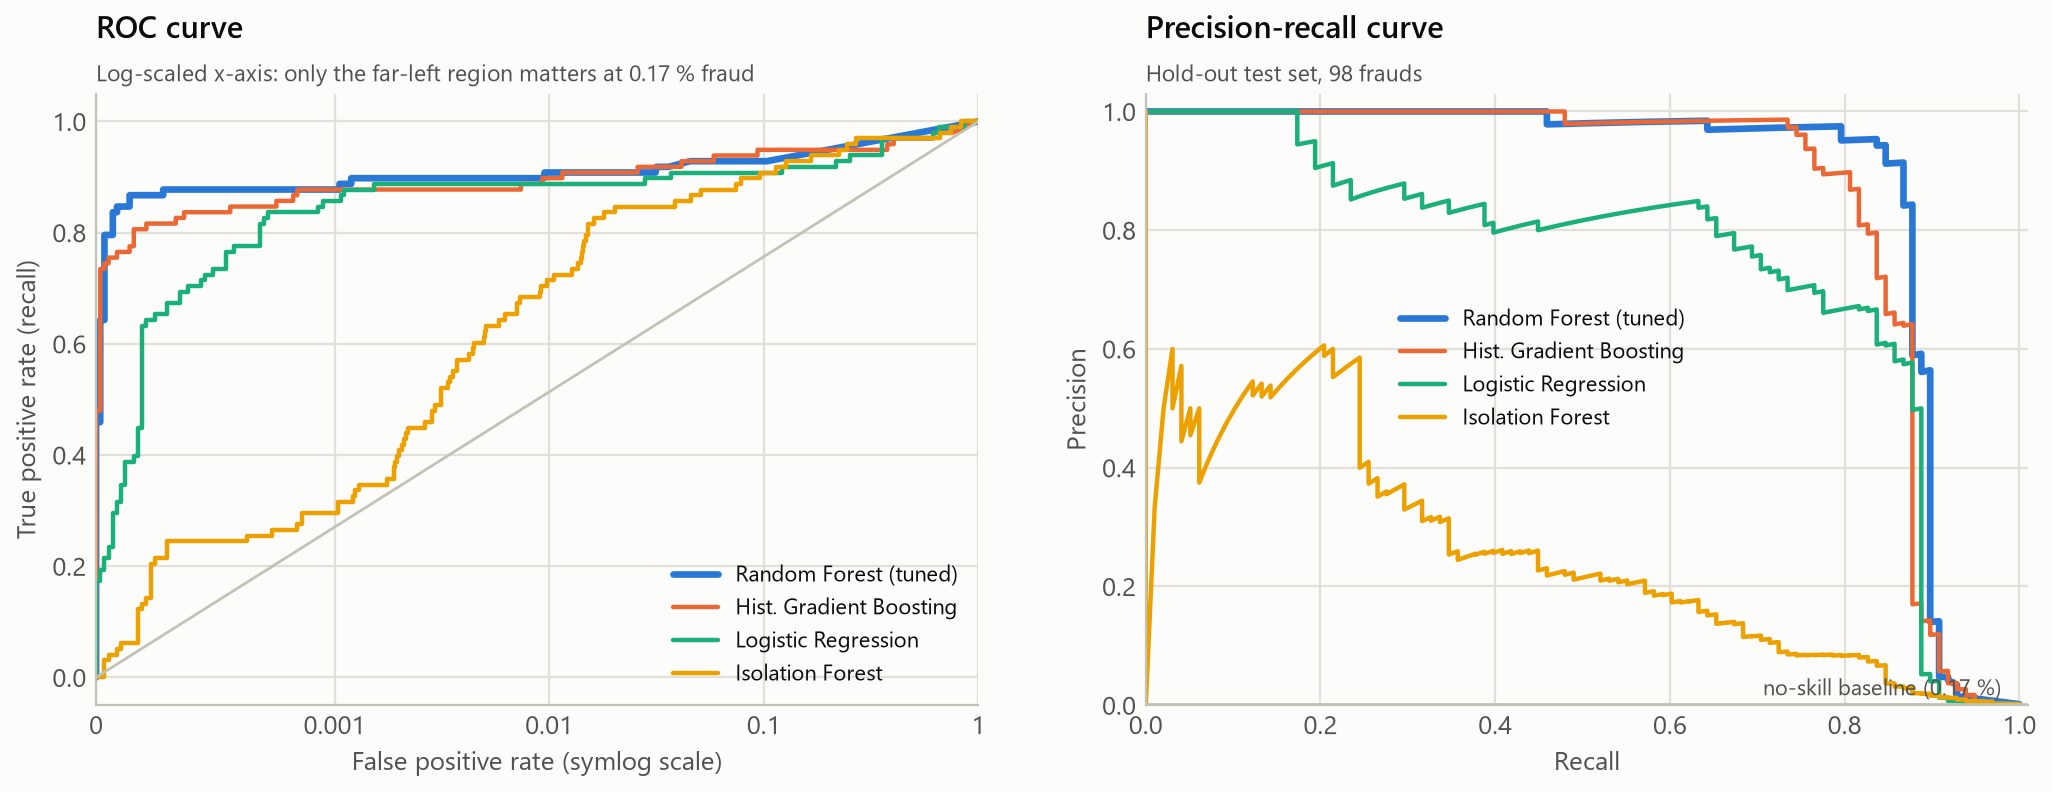 ROC curve
Log-scaled x-axis: only the far-left region matters at 0.17 % fraud
1.0
0.8
0.6
0.4
0.2
0.0
True positive rate (recall)
Random Forest (tuned)
Hist. Gradient Boosting
Logistic Regression
Isolation Forest
0
0.001
0.01
0.1
1
False positive rate (symlog scale)
Precision-recall curve
Hold-out test set, 98 frauds
1.0
0.8
0.6
0.4
0.2
0.0
Precision
Random Forest (tuned)
Hist. Gradient Boosting
Logistic Regression
Isolation Forest
no-skill baseline (0.17 %)
0.0
0.2
0.4
0.6
0.8
1.0
Recall